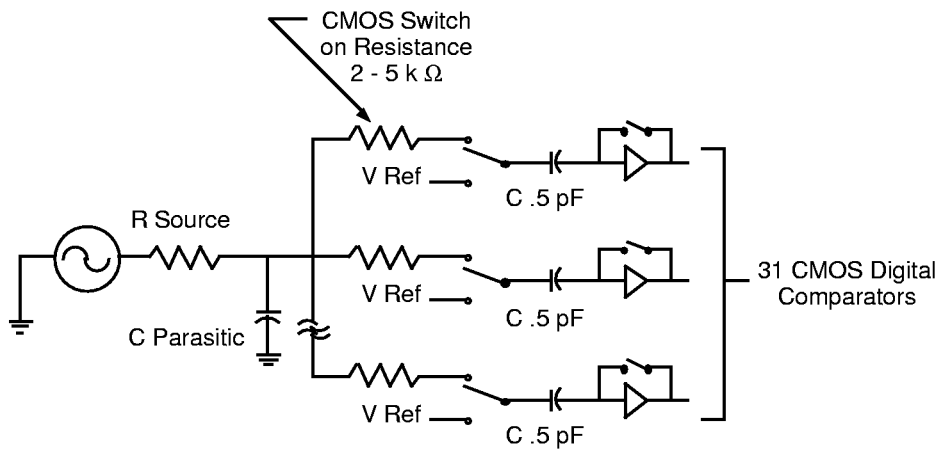 CMOS Switch
on Resistance
2 - 5 k Ω
V Ref
C .5 pF
R Source
V Ref
C .5 pF
31 CMOS Digital
Comparators
C Parasitic
V Ref
C .5 pF